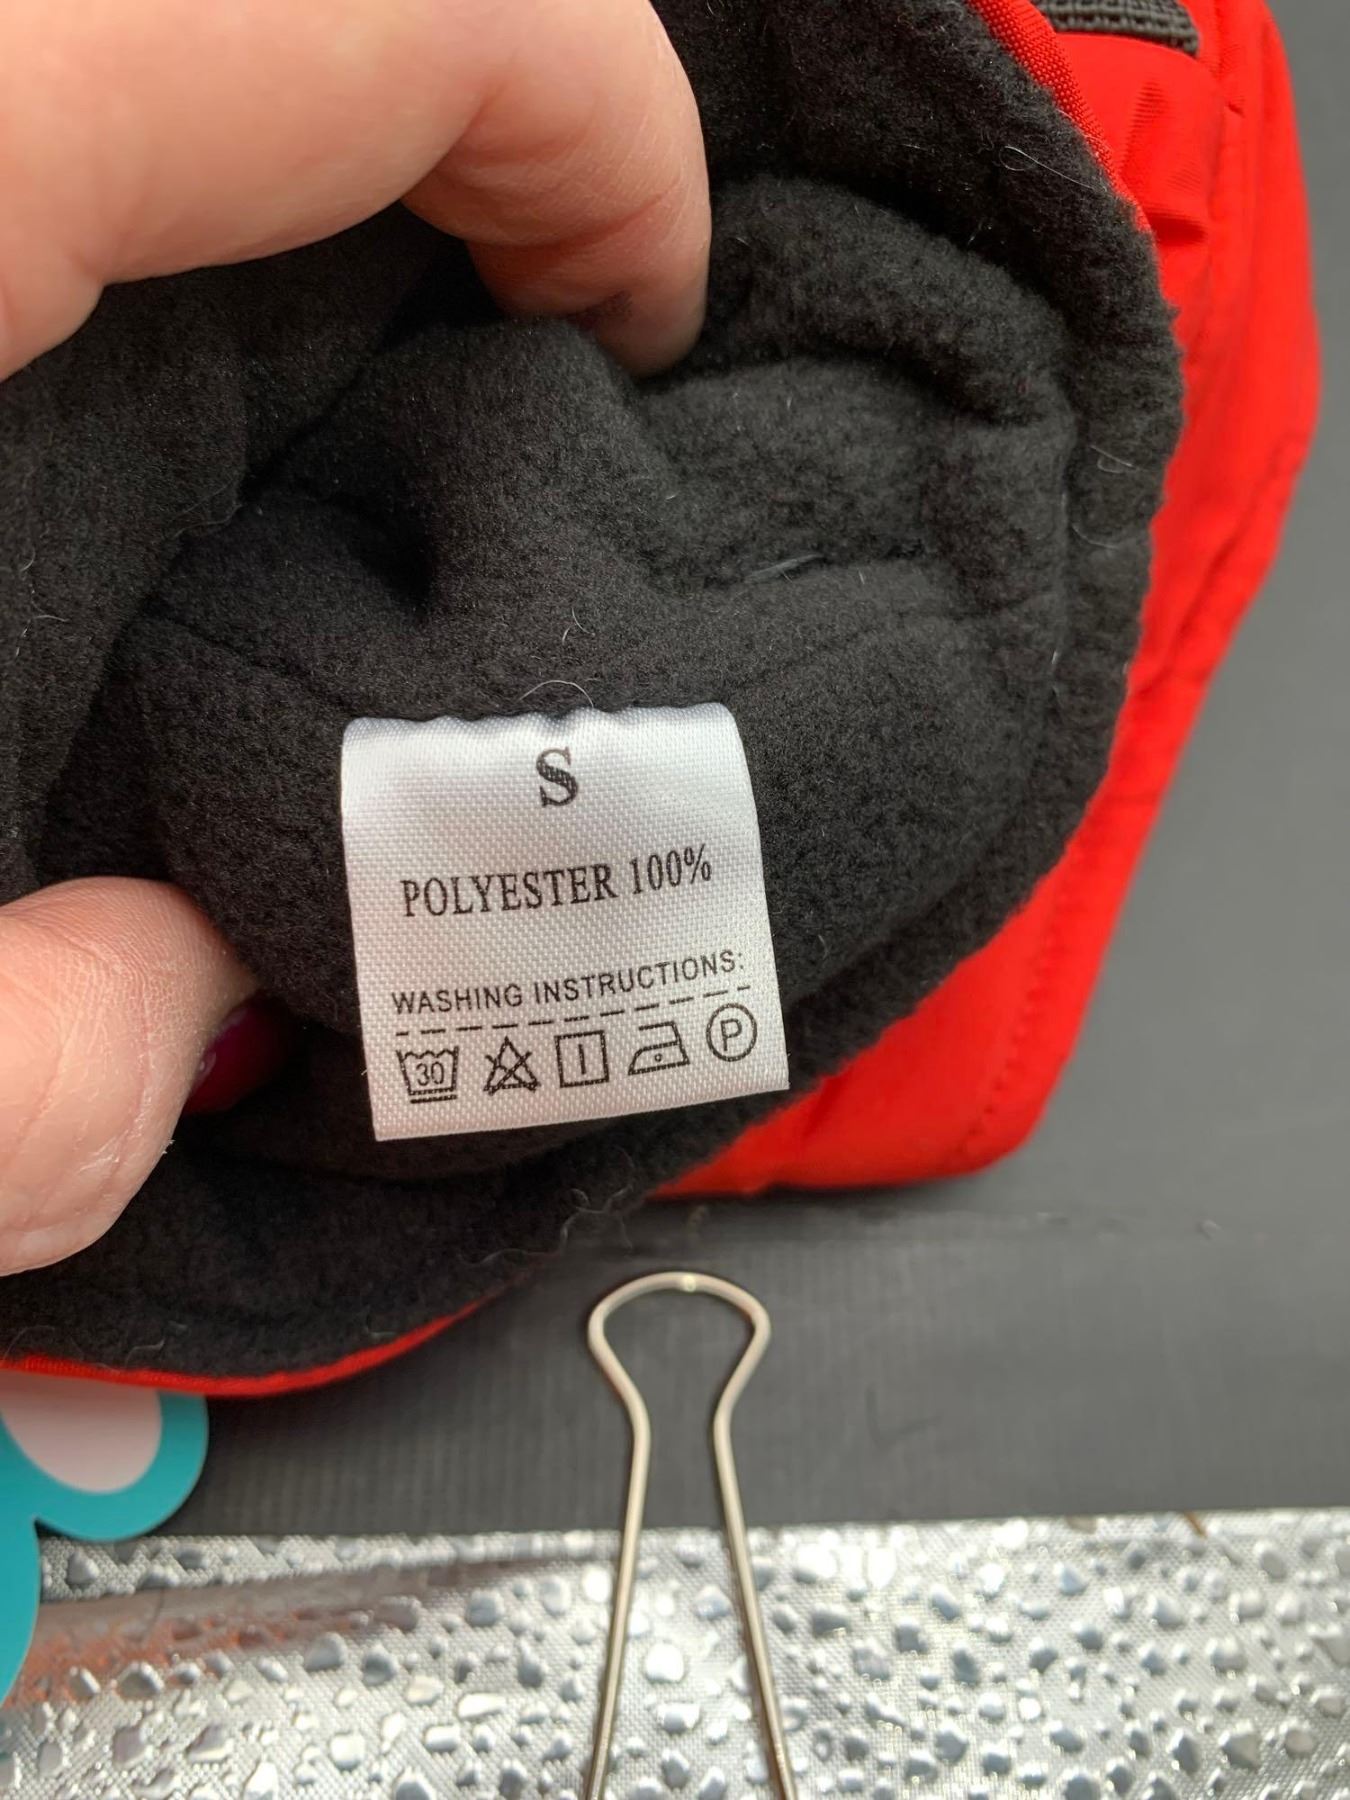 S
POLYESTER 100%
WASHING INSTRUCTIONS:
30 P